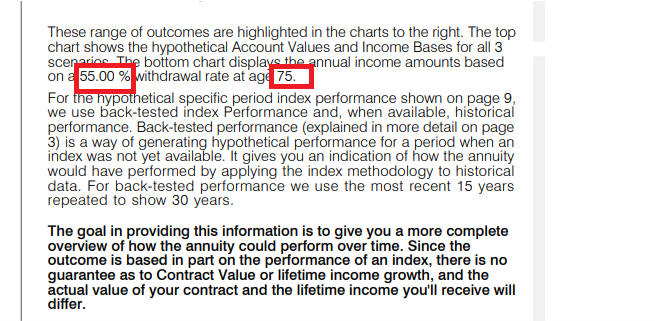 These range of outcomes are highlighted in the charts to the right. The top
chart shows the hypothetical Account Values and Income Bases for all 3
scenarios. The bottom chart displays the annual income amounts based
on a 55.00 % withdrawal rate at age 75.
For the hypothetical specific period index performance shown on page 9,
we use back-tested index Performance and, when available, historical
performance. Back-tested performance (explained in more detail on page
3) is a way of generating hypothetical performance for a period when an
index was not yet available. It gives you an indication of how the annuity
would have performed by applying the index methodology to historical
data. For back-tested performance we use the most recent 15 years
repeated to show 30 years.
The goal in providing this information is to give you a more complete
overview of how the annuity could perform over time. Since the
outcome is based in part on the performance of an index, there is no
guarantee as to Contract Value or lifetime income growth, and the
actual value of your contract and the lifetime income you'll receive will
differ.